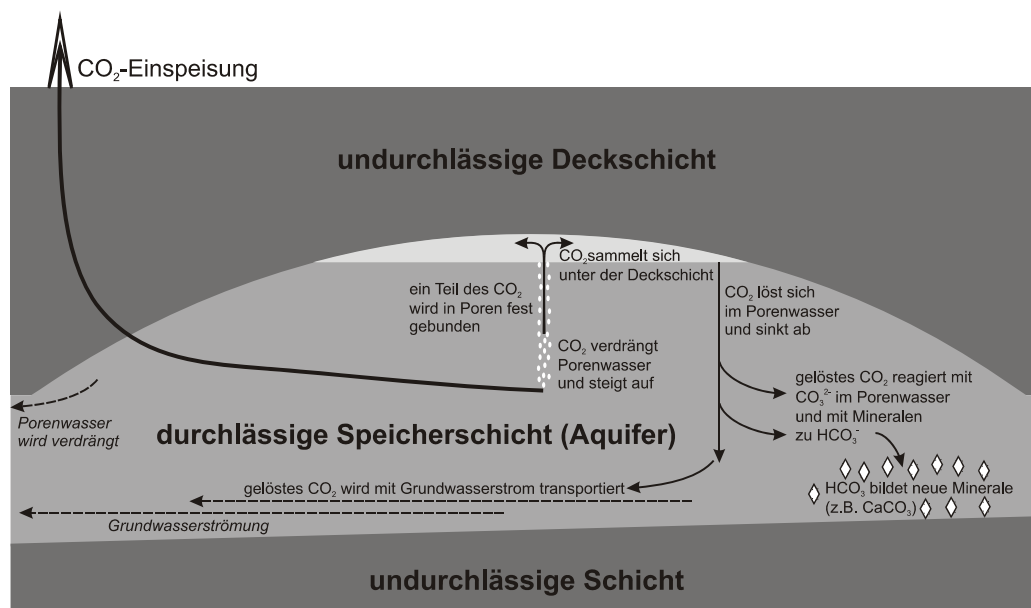 CO₂-Einspeisung
undurchlässige Deckschicht
CO₂sammelt sich
unter der Deckschicht
ein Teil des CO₂
wird in Poren fest
gebunden
CO₂ löst sich
im Porenwasser
und sinkt ab
CO₂ verdrängt
Porenwasser
und steigt auf
gelöstes CO₂ reagiert mit
CO₃²⁻ im Porenwasser
und mit Mineralen
zu HCO₃⁻
Porenwasser
wird verdrängt
durchlässige Speicherschicht (Aquifer)
gelöstes CO₂ wird mit Grundwasserstrom transportiert
HCO₃ bildet neue Minerale
(z.B. CaCO₃)
Grundwasserströmung
undurchlässige Schicht